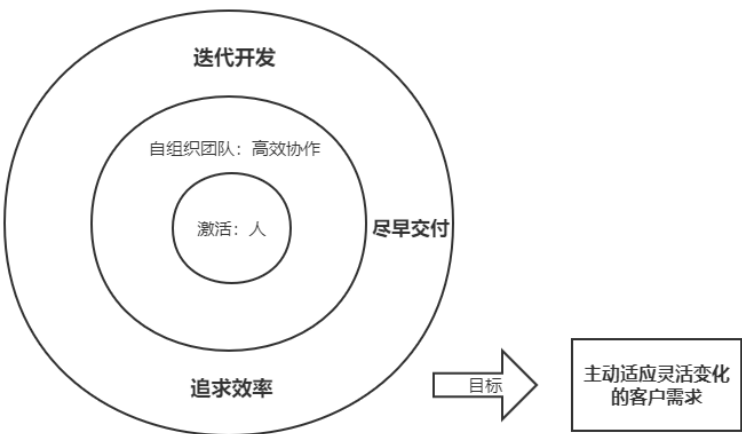 迭代开发
自组织团队：高效协作
激活：人
尽早交付
追求效率
目标
主动适应灵活变化
的客户需求